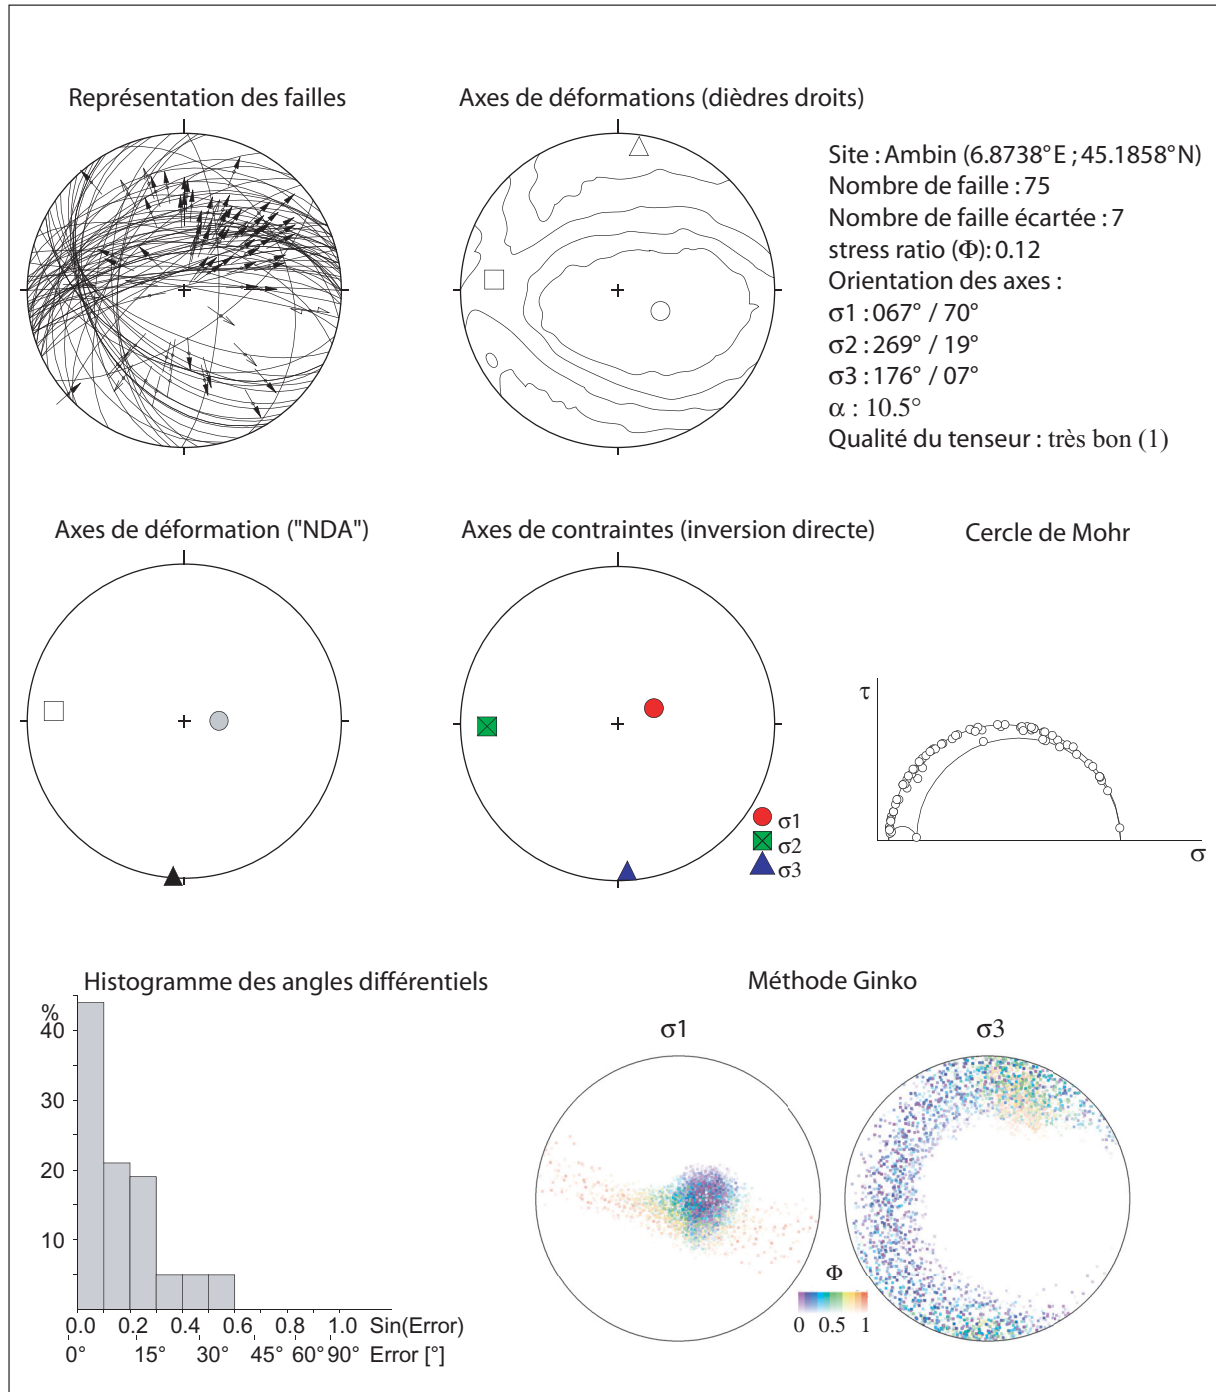 Représentation des failles
Axes de déformations (dièdres droits)
Site : Ambin (6.8738°E ; 45.1858°N)
Nombre de faille : 75
Nombre de faille écartée : 7
stress ratio (Φ): 0.12
Orientation des axes :
σ1 : 067° / 70°
σ2 : 269° / 19°
σ3 : 176° / 07°
α : 10.5°
Qualité du tenseur : très bon (1)
Axes de déformation ("NDA")
Axes de contraintes (inversion directe)
Cercle de Mohr
σ1
σ2
σ3
τ
σ
Histogramme des angles différentiels
%
40
30
20
10
0.0 0.2 0.4 0.6 0.8 1.0 Sin(Error)
0° 15° 30° 45° 60° 90° Error [°]
Méthode Ginko
σ1
σ3
Φ
0 0.5 1